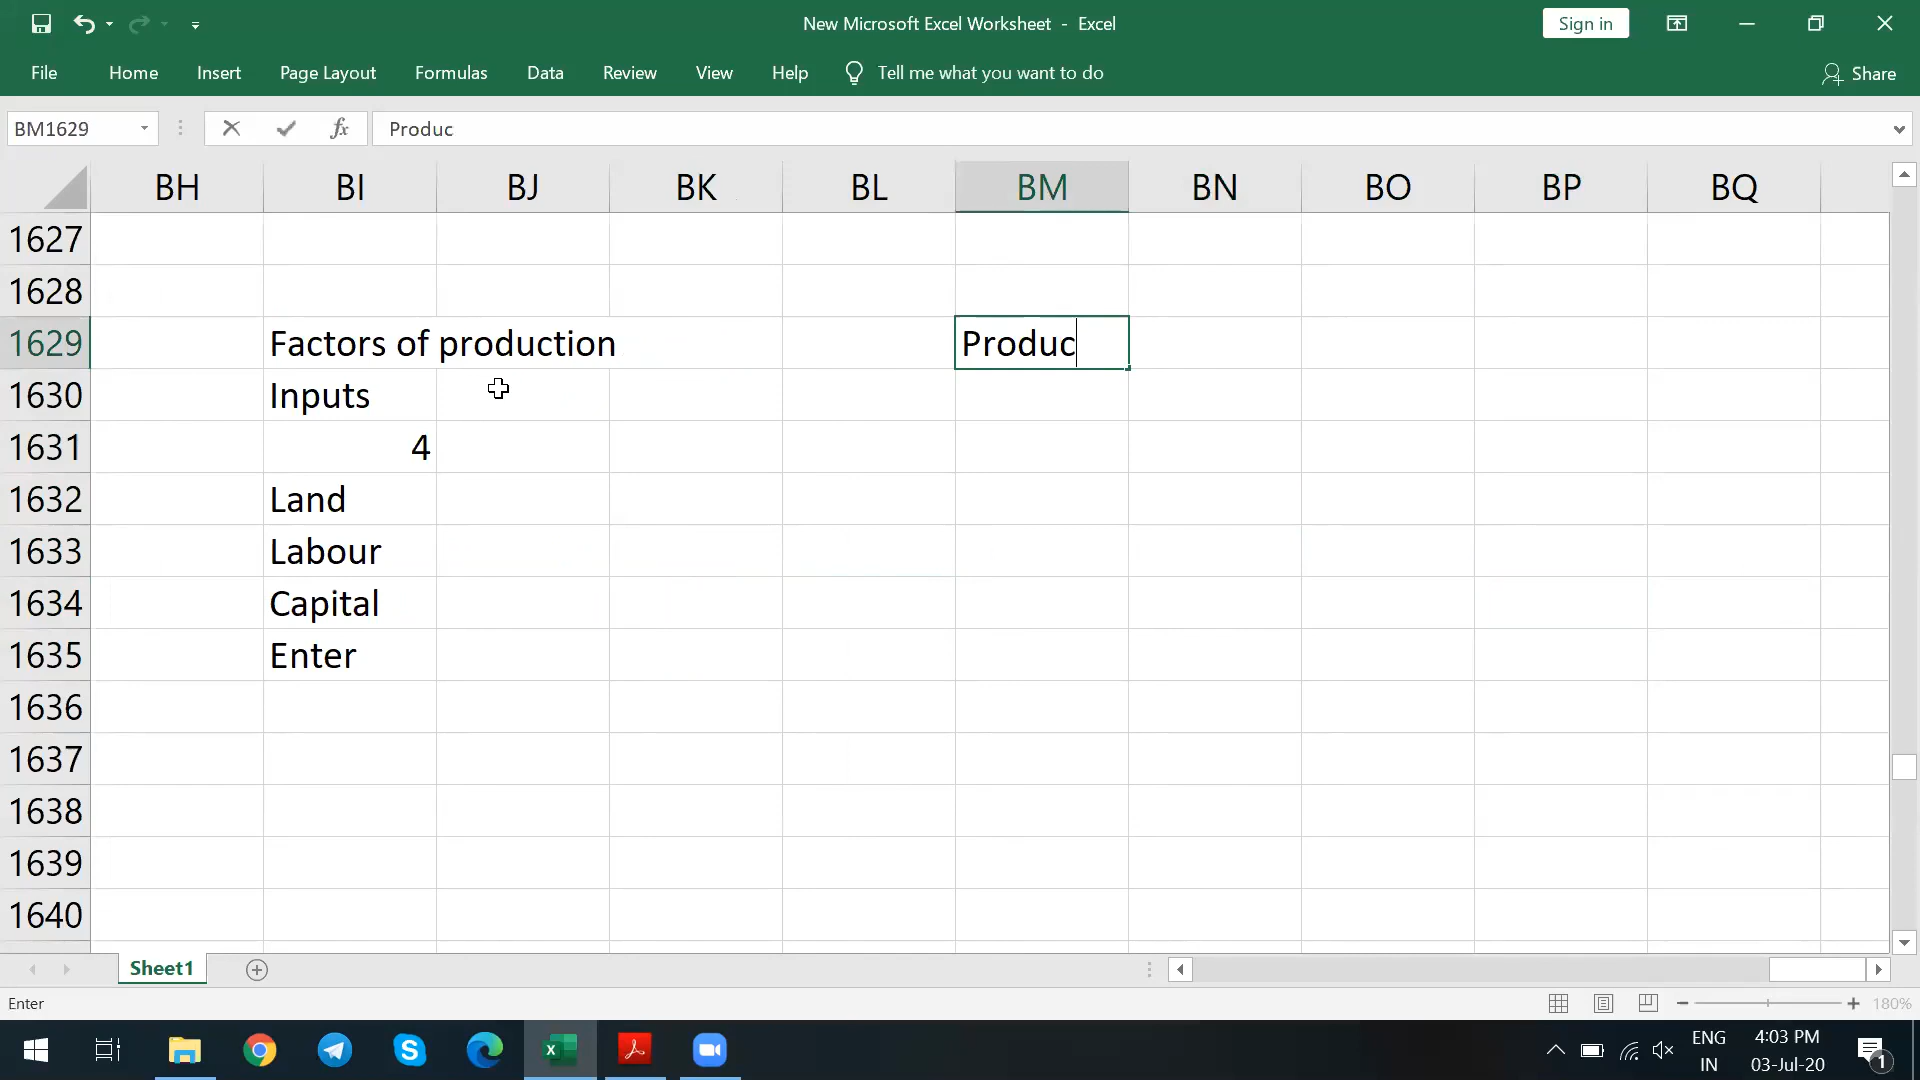 New Microsoft Excel Worksheet - Excel
Sign in
File Home Insert Page Layout Formulas Data Review View Help Tell me what you want to do Share
BM1629 fx Produc
BH BI BJ BK BL BM BN BO BP BQ
1627
1628
1629 Factors of production Produc
1630 Inputs
1631 4
1632 Land
1633 Labour
1634 Capital
1635 Enter
1636
1637
1638
1639
1640
Sheet1
Enter 180%
ENG 4:03 PM
IN 03-Jul-20 1